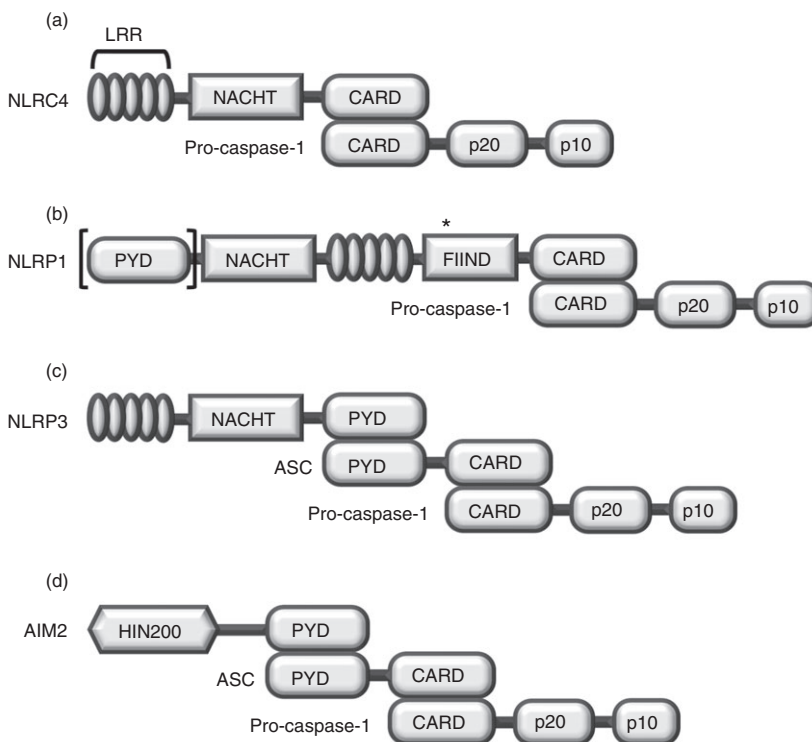 (a)
LRR
NLRC4 NACHT CARD
Pro-caspase-1 CARD p20 p10
(b)
*
NLRP1 [PYD] NACHT FIIND CARD
Pro-caspase-1 CARD p20 p10
(c)
NLRP3 NACHT PYD
ASC PYD CARD
Pro-caspase-1 CARD p20 p10
(d)
AIM2 HIN200 PYD
ASC PYD CARD
Pro-caspase-1 CARD p20 p10